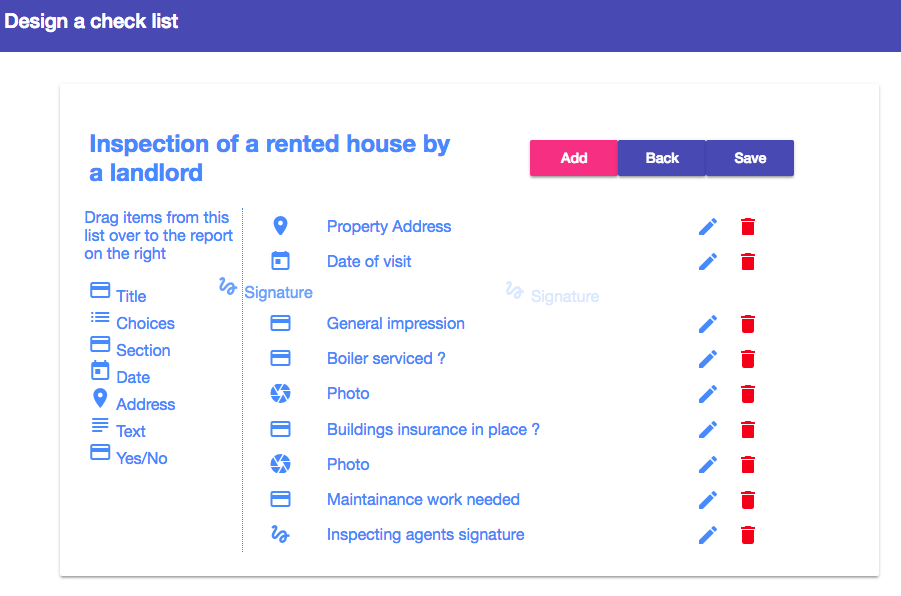 Design a check list
Inspection of a rented house by
a landlord
Add
Back
Save
Drag items from this
list over to the report
on the right
Title
Choices
Section
Date
Address
Text
Yes/No
Property Address
Date of visit
Signature
Signature
General impression
Boiler serviced ?
Photo
Buildings insurance in place ?
Photo
Maintainance work needed
Inspecting agents signature